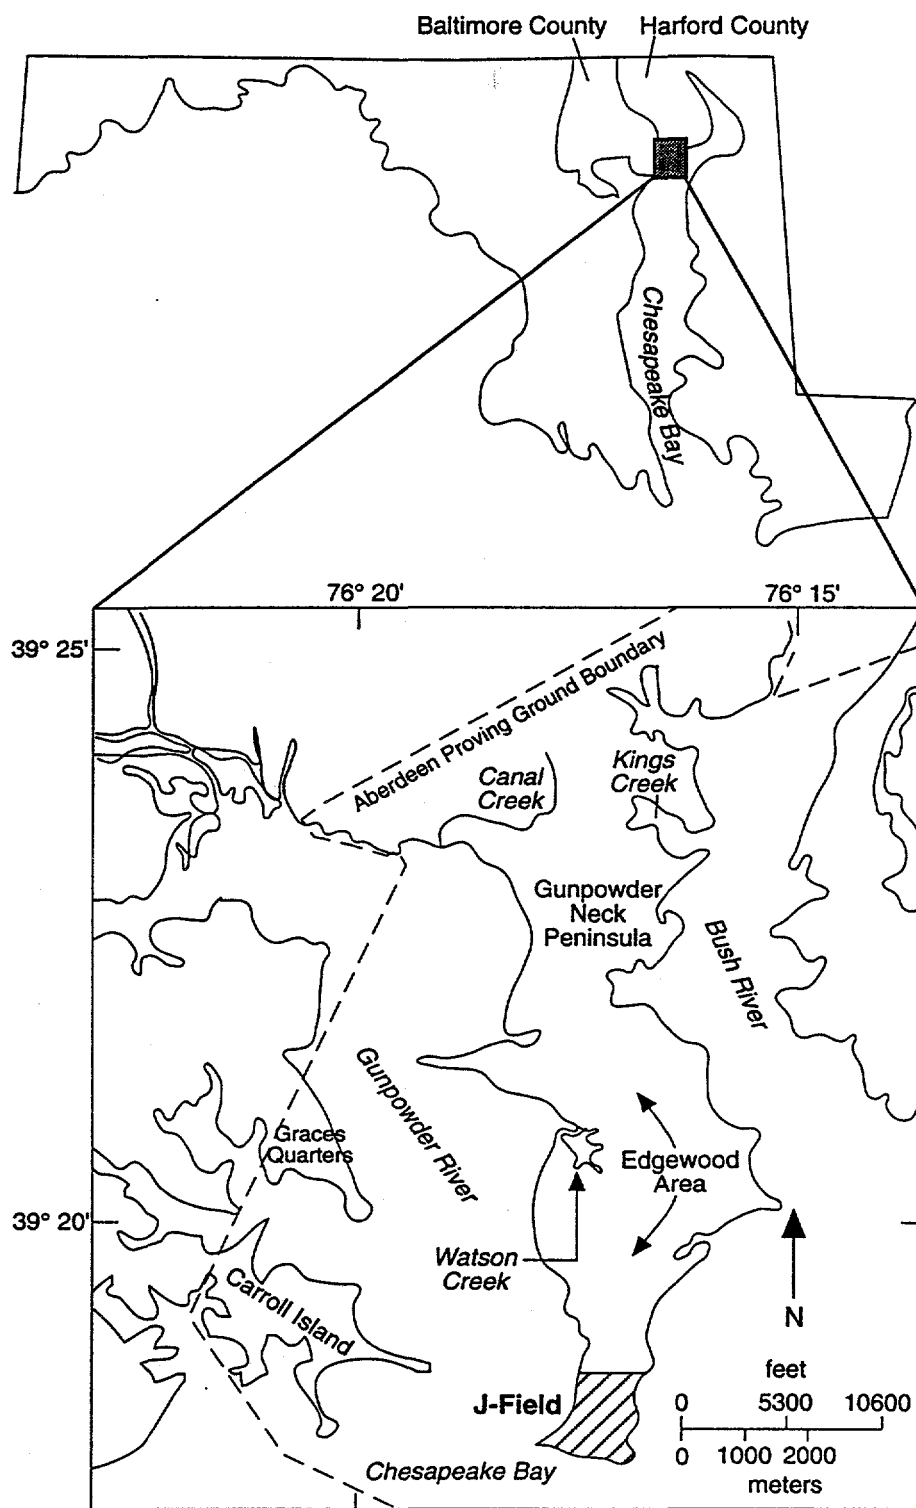 Baltimore County
Harford County
Chesapeake Bay
76° 20'
76° 15'
39° 25'
Aberdeen Proving Ground Boundary
Canal
Creek
Kings
Creek
Gunpowder
Neck
Peninsula
Bush River
Gunpowder River
Graces
Quarters
Edgewood
Area
39° 20'
Watson
Creek
Carroll Island
N
J-Field
feet
0 5300 10600
0 1000 2000
meters
Chesapeake Bay